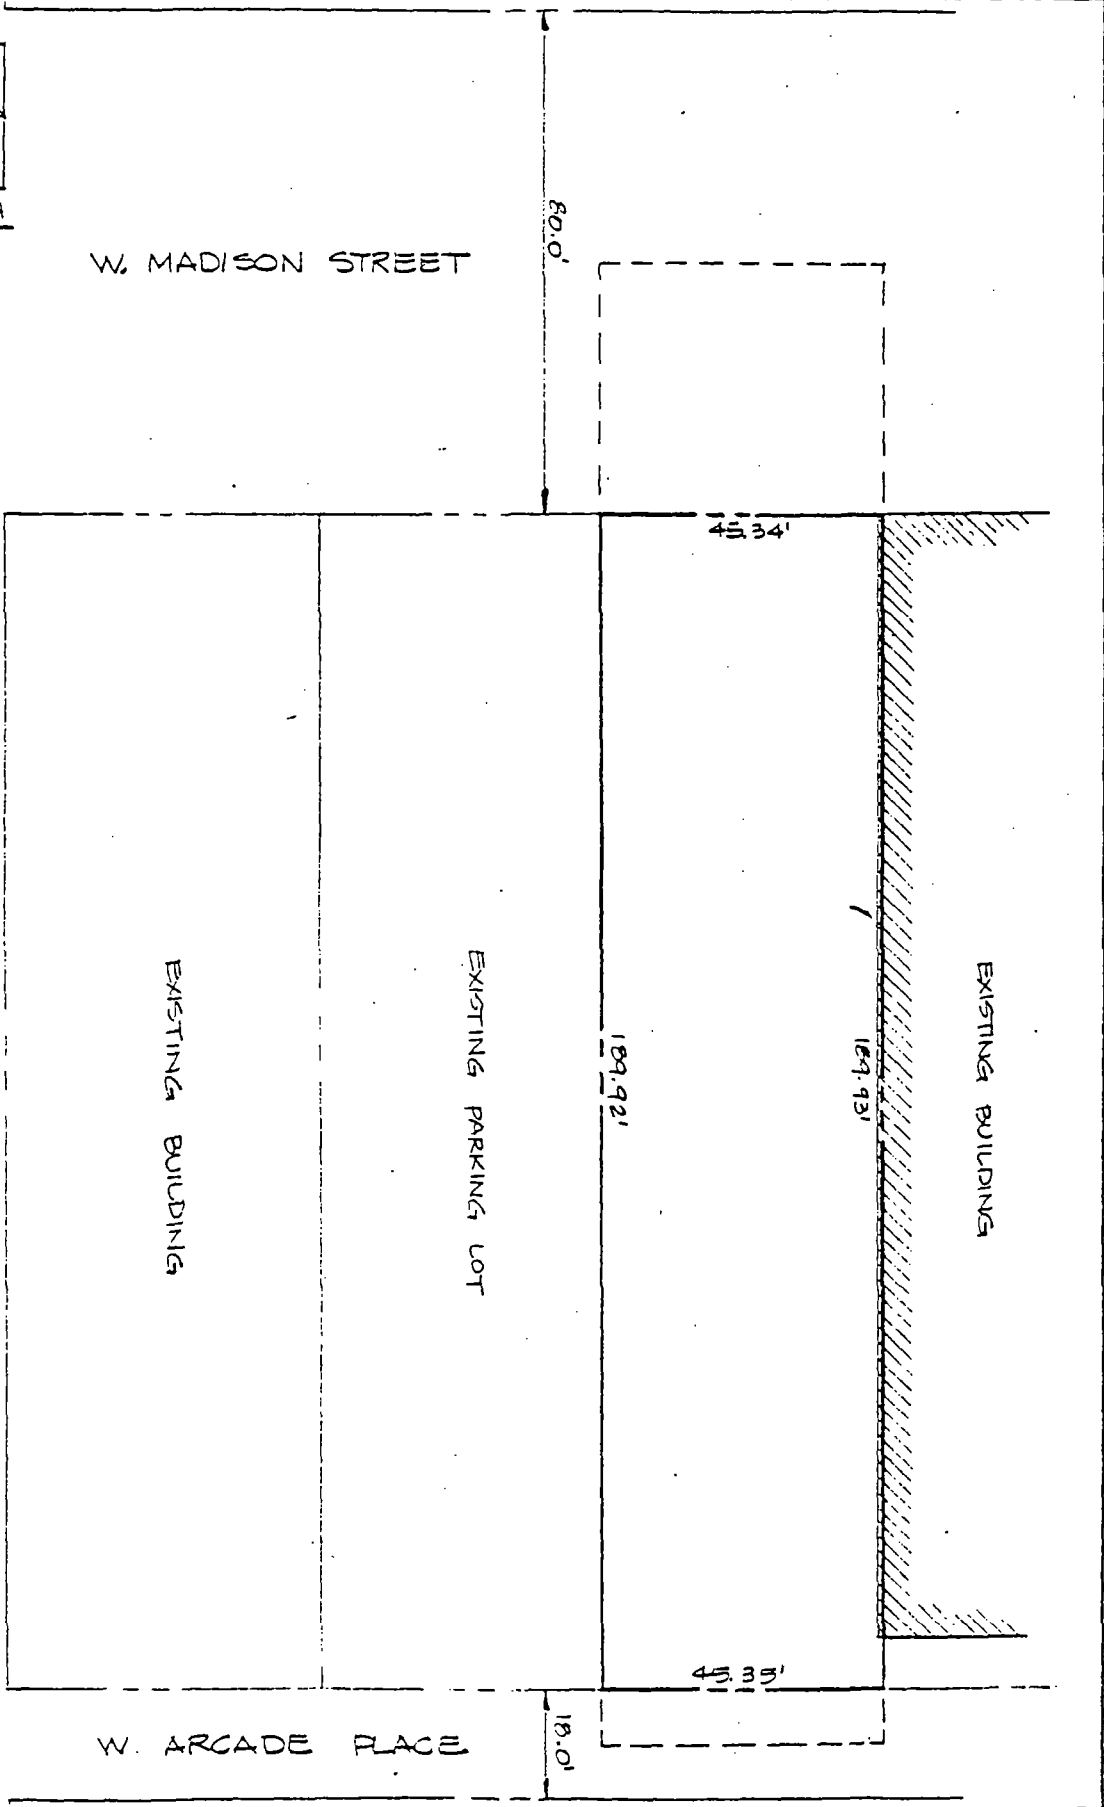 80.0'
W. MADISON STREET
45.34'
EXISTING BUILDING
EXISTING PARKING LOT
189.92'
189.93'
EXISTING BUILDING
45.35'
W. ARCADE PLACE
18.0'